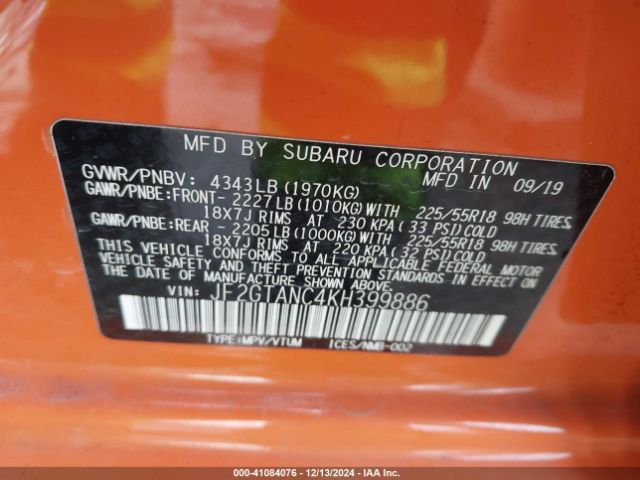 MFD BY SUBARU CORPORATION
GVWR/PNBV: 4343LB (1970KG) MFD IN 09/19
GAWR/PNBE:FRONT- 2227LB (1010KG) WITH 225/55R18 98H TIRES,
18X7J RIMS AT 230 KPA ( 33 PSI) COLD
GAWR/PNBE:REAR - 2205LB (1000KG) WITH 225/55R18 98H TIRES,
18X7J RIMS AT 220 KPA (32 PSI) COLD
THIS VEHICLE CONFORMS TO ALL APPLICABLE FEDERAL MOTOR
VEHICLE SAFETY STANDARDS IN EFFECT ON THE
DATE OF MANUFACTURE SHOWN ABOVE.
VIN: JF2GTANC4KH399886
TYPE:MPV/VTUM ICES/NMB-002
000-41084076 - 12/13/2024 - IAA Inc.